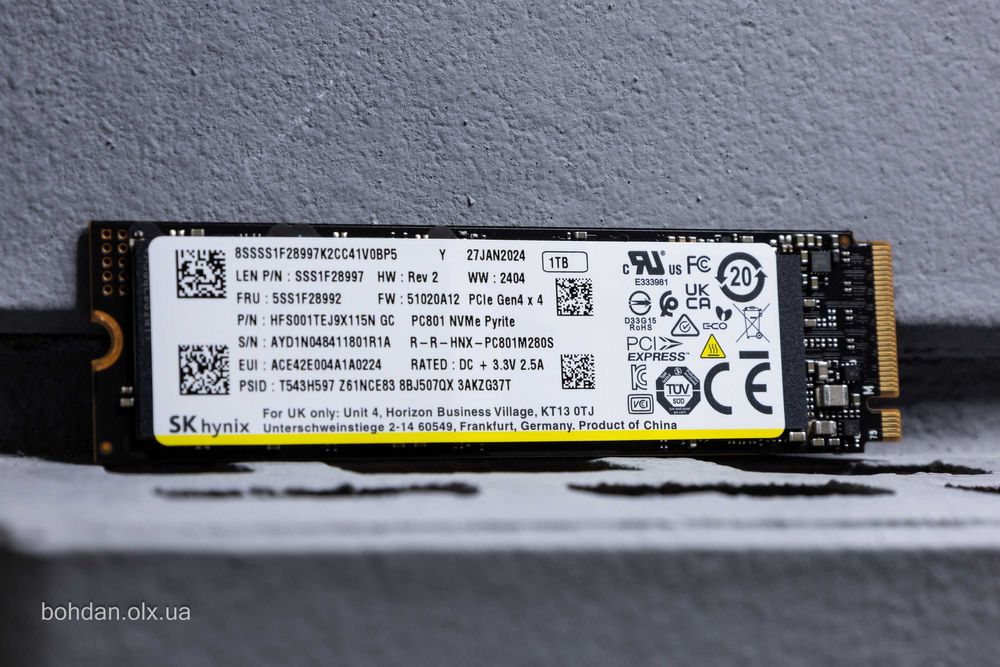 8SSSS1F28997K2CC41V0BP5 Y 27JAN2024 1TB
LEN P/N : SSS1F28997 HW : Rev 2 WW : 2404
FRU : 5SS1F28992 FW : 51020A12 PCIe Gen4 x 4
P/N : HFS001TEJ9X115N GC PC801 NVMe Pyrite
S/N : AYD1N048411801R1A R-R-HNX-PC801M280S
EUI : ACE42E004A1A0224 RATED : DC + 3.3V 2.5A
PSID : T543H597 Z61NCE83 8BJ507QX 3AKZG37T
For UK only: Unit 4, Horizon Business Village, KT13 0TJ
SK hynix Unterschweinstiege 2-14 60549, Frankfurt, Germany. Product of China
c RU us FC 20
E333981
UK
CA
D33G15
RoHS
ECO
PCI
EXPRESS®
TÜV
SÜD
CE
VCI
M
75
bohdan.olx.ua